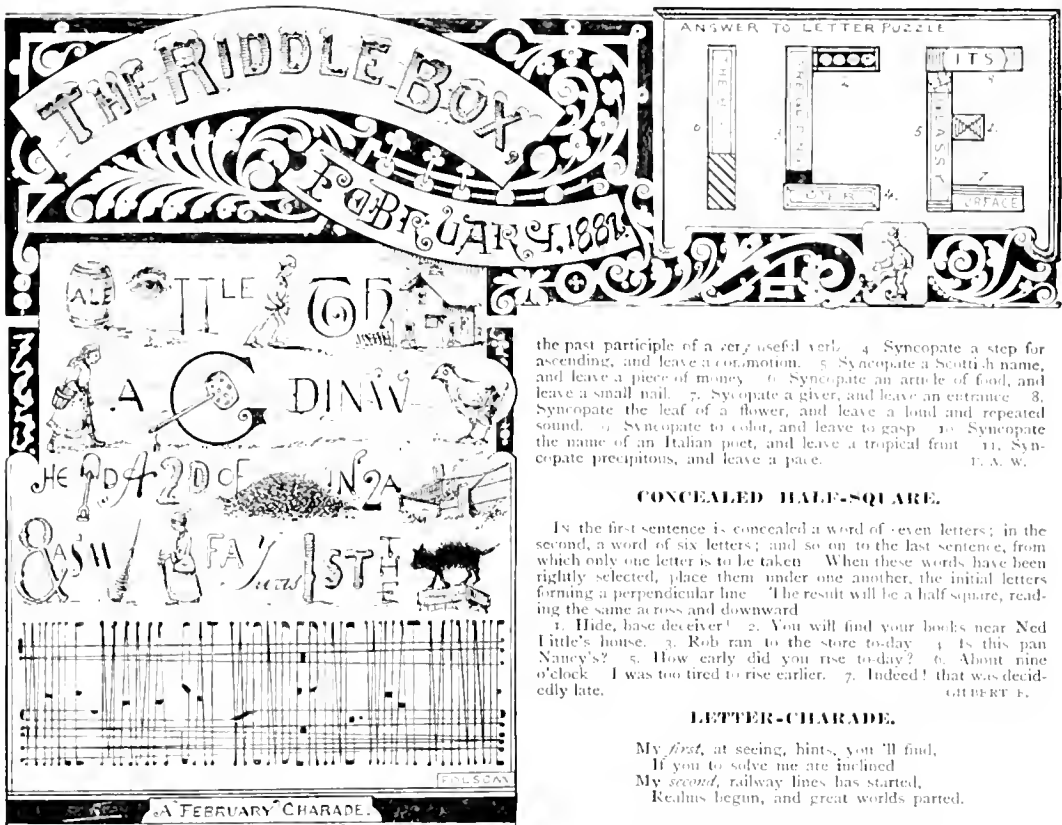 THE RIDDLE BOX,
FEBRUARY, 1881.
ANSWER TO LETTER PUZZLE
ITS
GLASSY
COVER
ALE
TTLE
A G DINW
HE
D OF IN 2 A
& ASW FA 1ST THE
FOLSOM
A "FEBRUARY" CHARADE.
the past participle of a very useful verb. 4. Syncopate a step for
ascending, and leave a commotion. 5. Syncopate a Scottish name,
and leave a piece of money. 6. Syncopate an article of food, and
leave a small nail. 7. Sycopate a giver, and leave an entrance. 8.
Syncopate the leaf of a flower, and leave a loud and repeated
sound. 9. Syncopate to color, and leave to gasp. 10. Syncopate
the name of an Italian poet, and leave a tropical fruit. 11. Syn-
copate precipitous, and leave a pace. F. A. W.
CONCEALED HALF-SQUARE.
IN the first sentence is concealed a word of seven letters; in the
second, a word of six letters; and so on to the last sentence, from
which only one letter is to be taken. When these words have been
rightly selected, place them under one another, the initial letters
forming a perpendicular line. The result will be a half-square, read-
ing the same across and downward.
1. Hide, base deceiver! 2. You will find your books near Ned
Little's house. 3. Rob ran to the store to-day. 4. Is this pan
Nancy's? 5. How early did you rise to-day? 6. About nine
o'clock. I was too tired to rise earlier. 7. Indeed! that was decid-
edly late. GILBERT F.
LETTER-CHARADE.
My first, at seeing, hints, you 'll find,
If you to solve me are inclined.
My second, railway lines has started,
Realms begun, and great worlds parted.